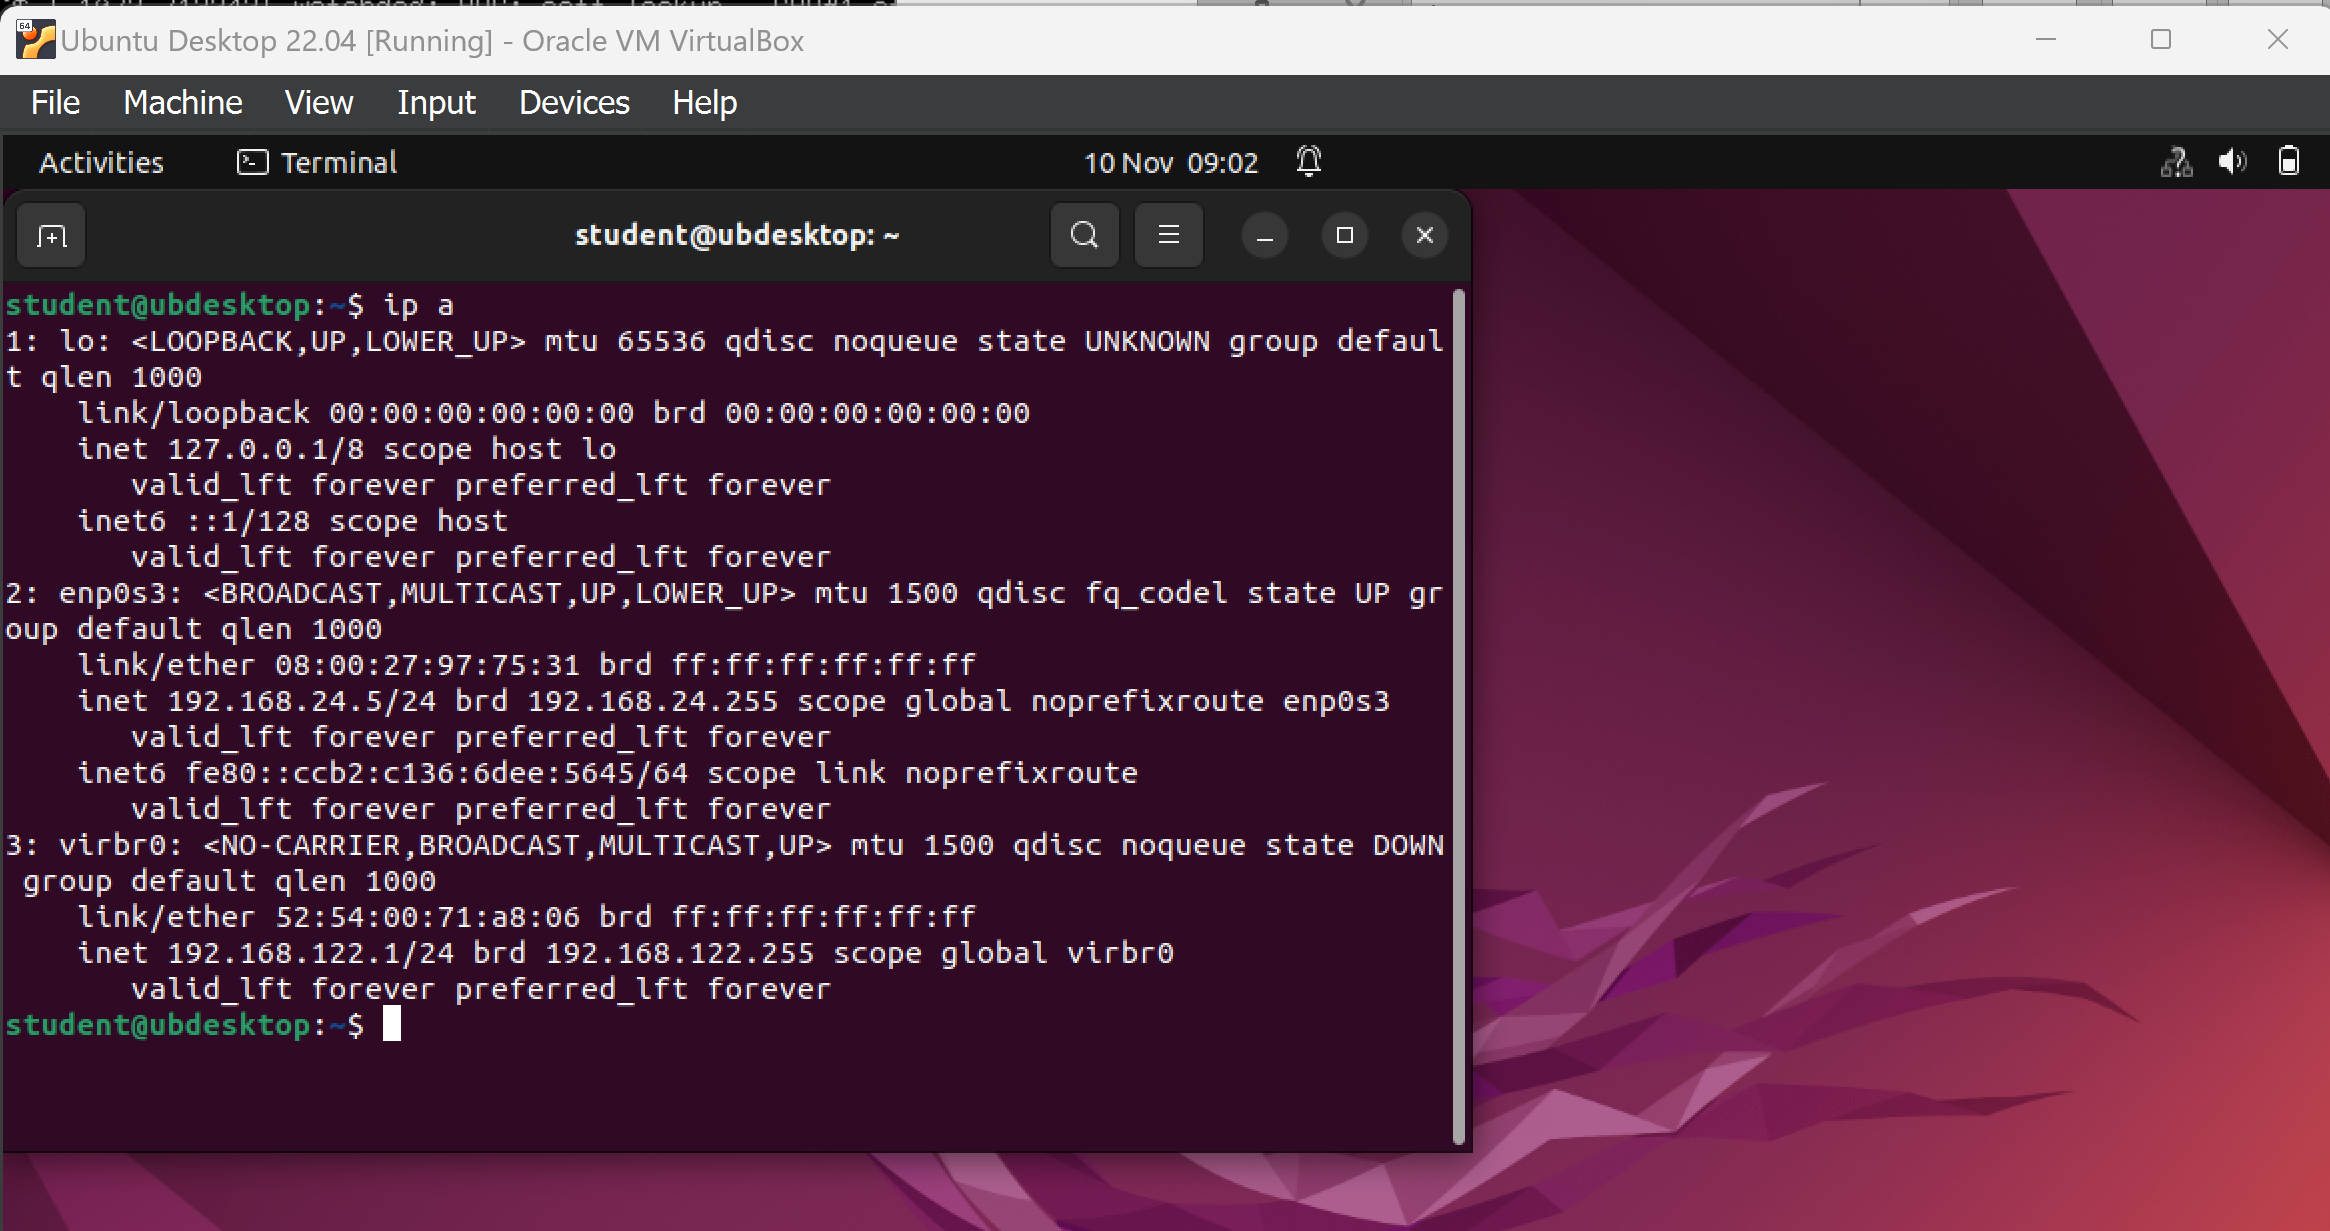 Ubuntu Desktop 22.04 [Running] - Oracle VM VirtualBox
File Machine View Input Devices Help
Activities Terminal 10 Nov 09:02
student@ubdesktop: ~
student@ubdesktop:~$ ip a
1: lo: <LOOPBACK,UP,LOWER_UP> mtu 65536 qdisc noqueue state UNKNOWN group defaul
t qlen 1000
    link/loopback 00:00:00:00:00:00 brd 00:00:00:00:00:00
    inet 127.0.0.1/8 scope host lo
       valid_lft forever preferred_lft forever
    inet6 ::1/128 scope host
       valid_lft forever preferred_lft forever
2: enp0s3: <BROADCAST,MULTICAST,UP,LOWER_UP> mtu 1500 qdisc fq_codel state UP gr
oup default qlen 1000
    link/ether 08:00:27:97:75:31 brd ff:ff:ff:ff:ff:ff
    inet 192.168.24.5/24 brd 192.168.24.255 scope global noprefixroute enp0s3
       valid_lft forever preferred_lft forever
    inet6 fe80::ccb2:c136:6dee:5645/64 scope link noprefixroute
       valid_lft forever preferred_lft forever
3: virbr0: <NO-CARRIER,BROADCAST,MULTICAST,UP> mtu 1500 qdisc noqueue state DOWN
 group default qlen 1000
    link/ether 52:54:00:71:a8:06 brd ff:ff:ff:ff:ff:ff
    inet 192.168.122.1/24 brd 192.168.122.255 scope global virbr0
       valid_lft forever preferred_lft forever
student@ubdesktop:~$